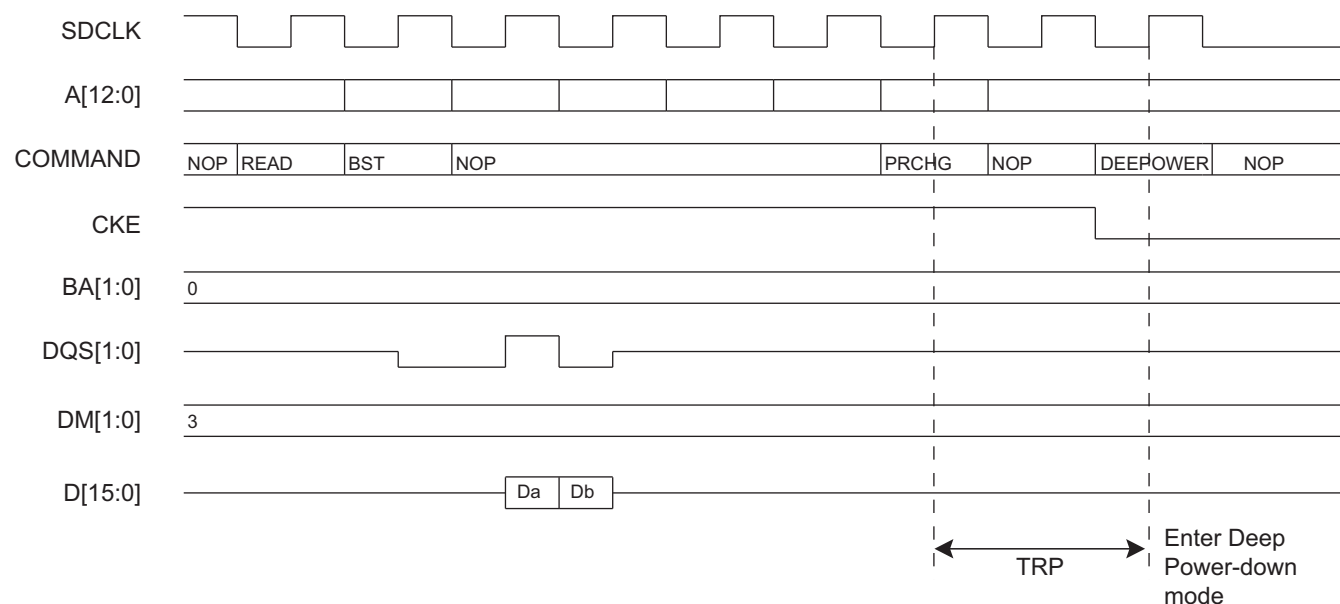 SDCLK
A[12:0]
COMMAND NOP READ BST NOP PRCHG NOP DEEPOWER NOP
CKE
BA[1:0] 0
DQS[1:0]
DM[1:0] 3
D[15:0] Da Db
TRP
Enter Deep
Power-down
mode